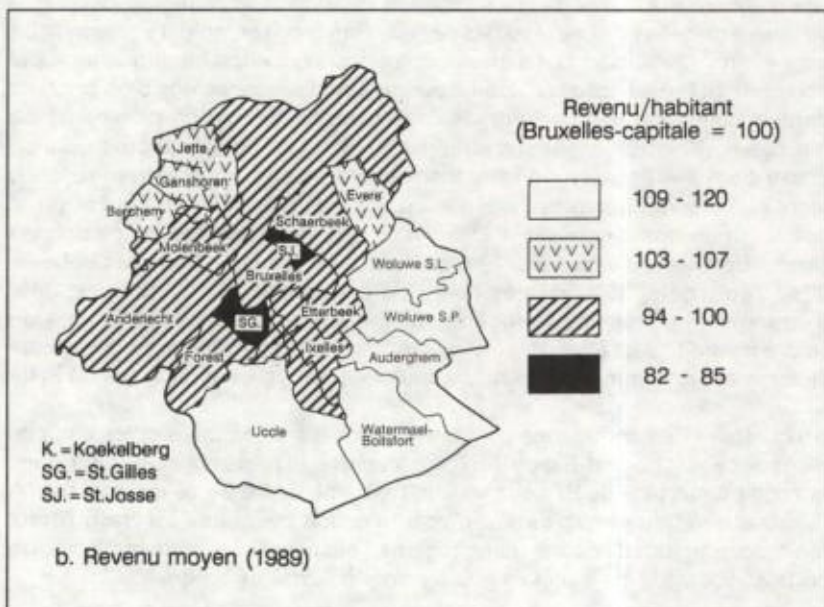 Revenu/habitant
(Bruxelles-capitale = 100)
109 - 120
103 - 107
94 - 100
82 - 85
Jette
Ganshoren
Berchem
Molenbeek
Evere
Schaerbeek
SJ.
Woluwe S.L.
Bruxelles
Woluwe S.P.
Anderlecht
SG.
Etterbeek
Ixelles
Auderghem
Forest
Uccle
Watermael-
Boitsfort
K. = Koekelberg
SG. = St.Gilles
SJ. = St.Josse
b. Revenu moyen (1989)